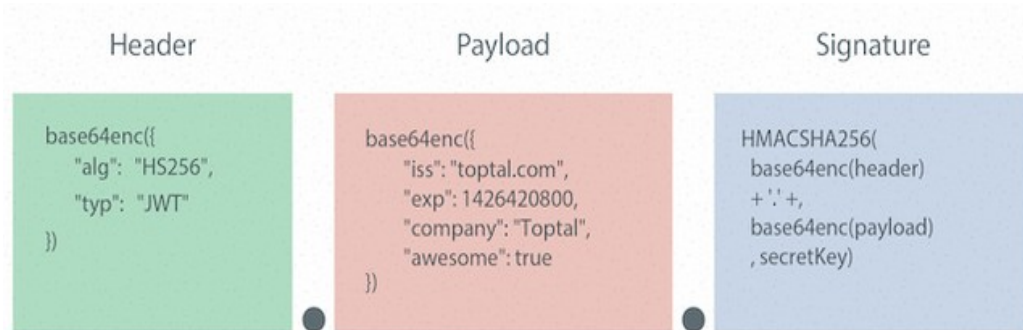 Header
base64enc({
"alg": "HS256",
"typ": "JWT"
})
Payload
base64enc({
"iss": "toptal.com",
"exp": 1426420800,
"company": "Toptal",
"awesome": true
})
Signature
HMACSHA256(
base64enc(header)
+ '.' +,
base64enc(payload)
, secretKey)